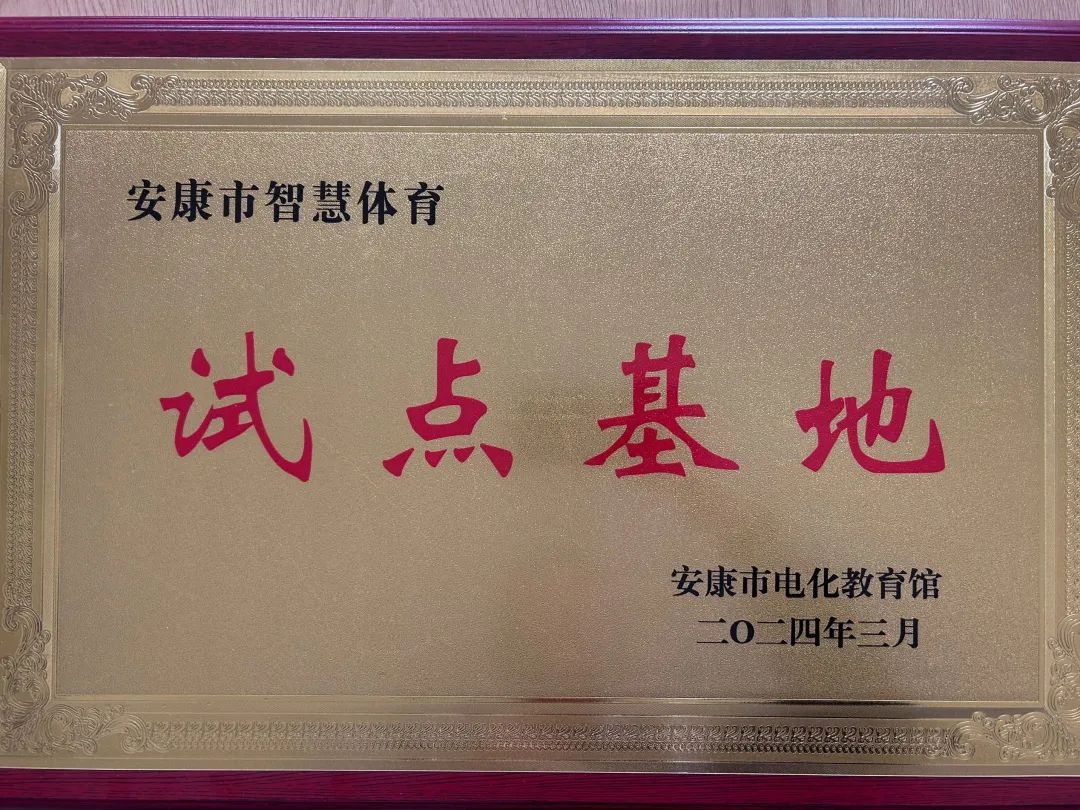 安康市智慧体育
试点基地
安康市电化教育馆
二O二四年三月